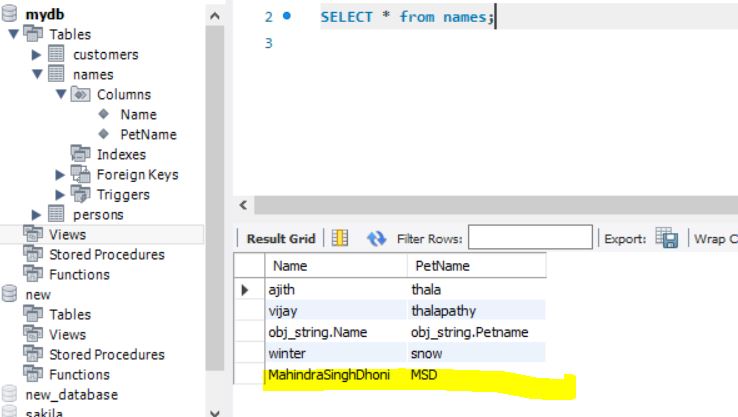 mydb
Tables
customers
names
Columns
Name
PetName
Indexes
Foreign Keys
Triggers
persons
Views
Stored Procedures
Functions
new
Tables
Views
Stored Procedures
Functions
new_database
sakila
2 SELECT * from names;
3
Result Grid Filter Rows: Export: Wrap C
Name PetName
ajith thala
vijay thalapathy
obj_string.Name obj_string.Petname
winter snow
MahindraSinghDhoni MSD